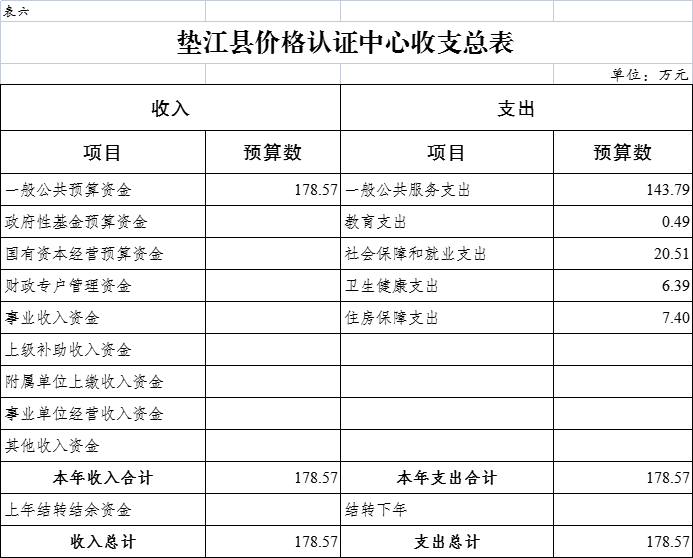 表六
垫江县价格认证中心收支总表
单位：万元
收入 支出
项目 预算数 项目 预算数
一般公共预算资金 178.57 一般公共服务支出 143.79
政府性基金预算资金 教育支出 0.49
国有资本经营预算资金 社会保障和就业支出 20.51
财政专户管理资金 卫生健康支出 6.39
事业收入资金 住房保障支出 7.40
上级补助收入资金
附属单位上缴收入资金
事业单位经营收入资金
其他收入资金
本年收入合计 178.57 本年支出合计 178.57
上年结转结余资金 结转下年
收入总计 178.57 支出总计 178.57